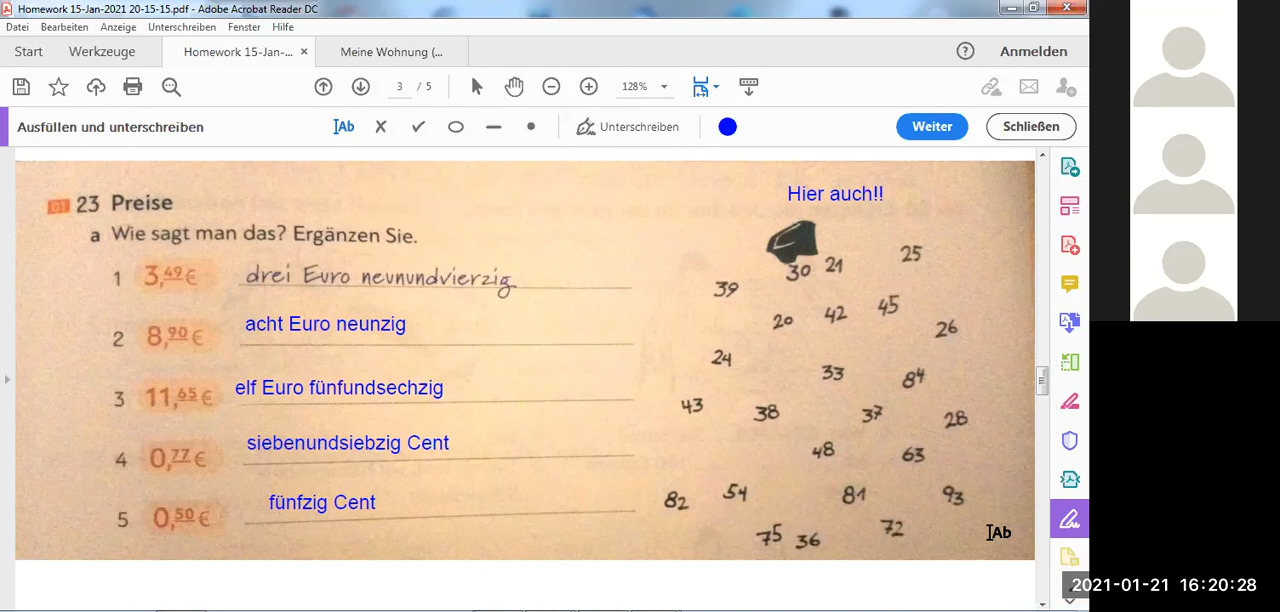 Homework 15-Jan-2021 20-15-15.pdf - Adobe Acrobat Reader DC
Datei Bearbeiten Anzeige Unterschreiben Fenster Hilfe
Start Werkzeuge Homework 15-Jan-... × Meine Wohnung (... Anmelden
3 / 5 128%
Ausfüllen und unterschreiben Ab Unterschreiben Weiter Schließen
Hier auch!!
01 23 Preise
a Wie sagt man das? Ergänzen Sie.
1 3,49 € drei Euro neunundvierzig
2 8,90 € acht Euro neunzig
3 11,65 € elf Euro fünfundsechzig
4 0,77 € siebenundsiebzig Cent
5 0,50 € fünfzig Cent
25
30 21
39
20 42 45
26
24
33 84
43 38 37 28
48 63
82 54 81 93
75 36 72
Ab
2021-01-21 16:20:28